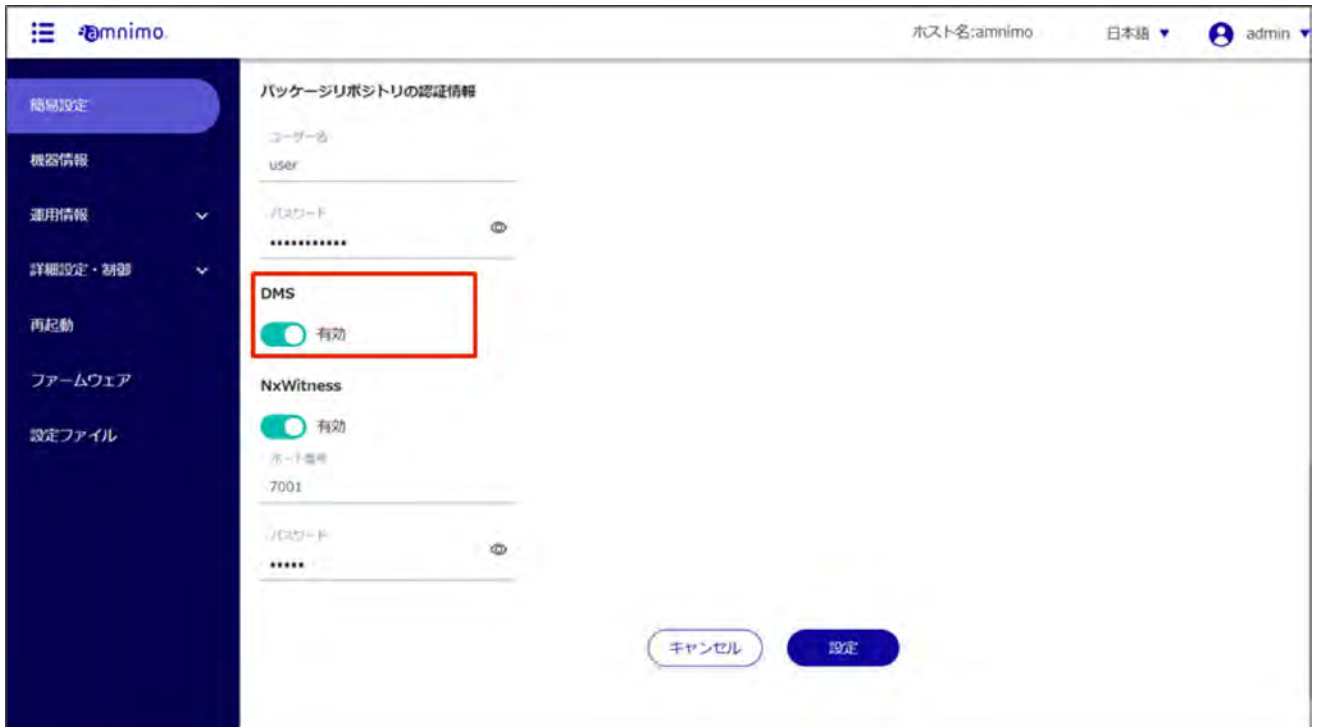 amnimo
ホスト名:amnimo
日本語
admin
簡易設定
機器情報
運用情報
詳細設定・制御
再起動
ファームウェア
設定ファイル
パッケージリポジトリの認証情報
ユーザー名
user
パスワード
•••••••••••
DMS
有効
NxWitness
有効
ポート番号
7001
パスワード
•••••
キャンセル
設定